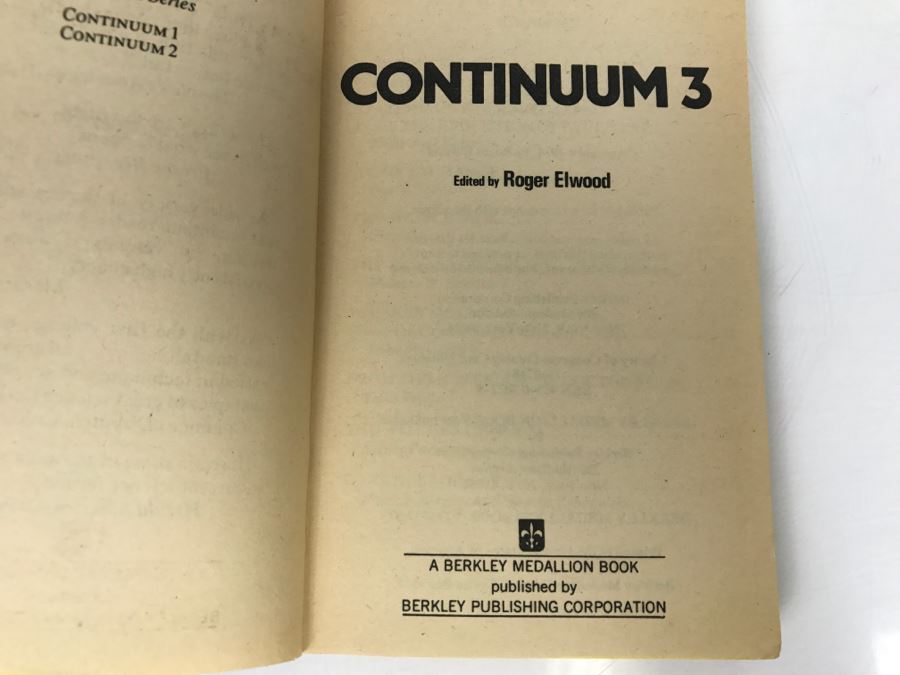 Series
CONTINUUM 1
CONTINUUM 2
CONTINUUM 3
Edited by Roger Elwood
A BERKLEY MEDALLION BOOK
published by
BERKLEY PUBLISHING CORPORATION